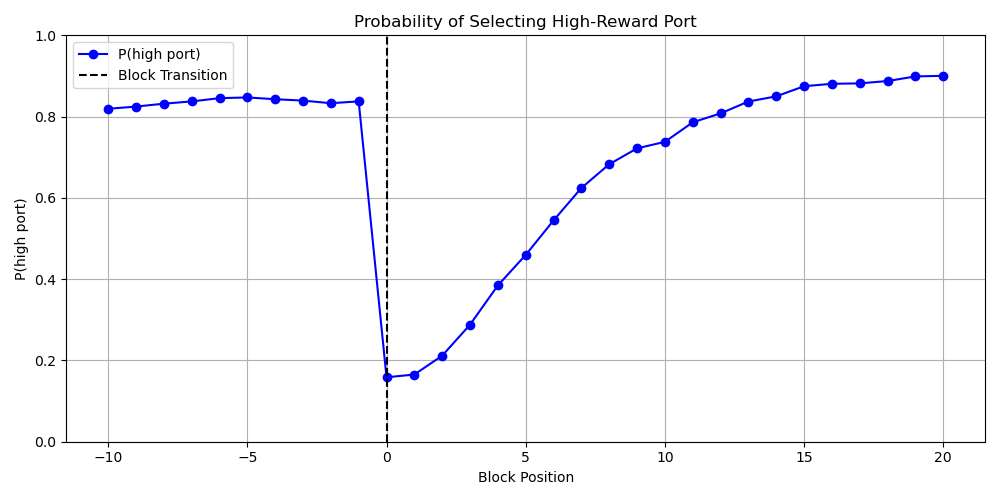 Probability of Selecting High-Reward Port
P(high port)
Block Transition
1.0
0.8
0.6
0.4
0.2
0.0
P(high port)
−10
−5
0
5
10
15
20
Block Position